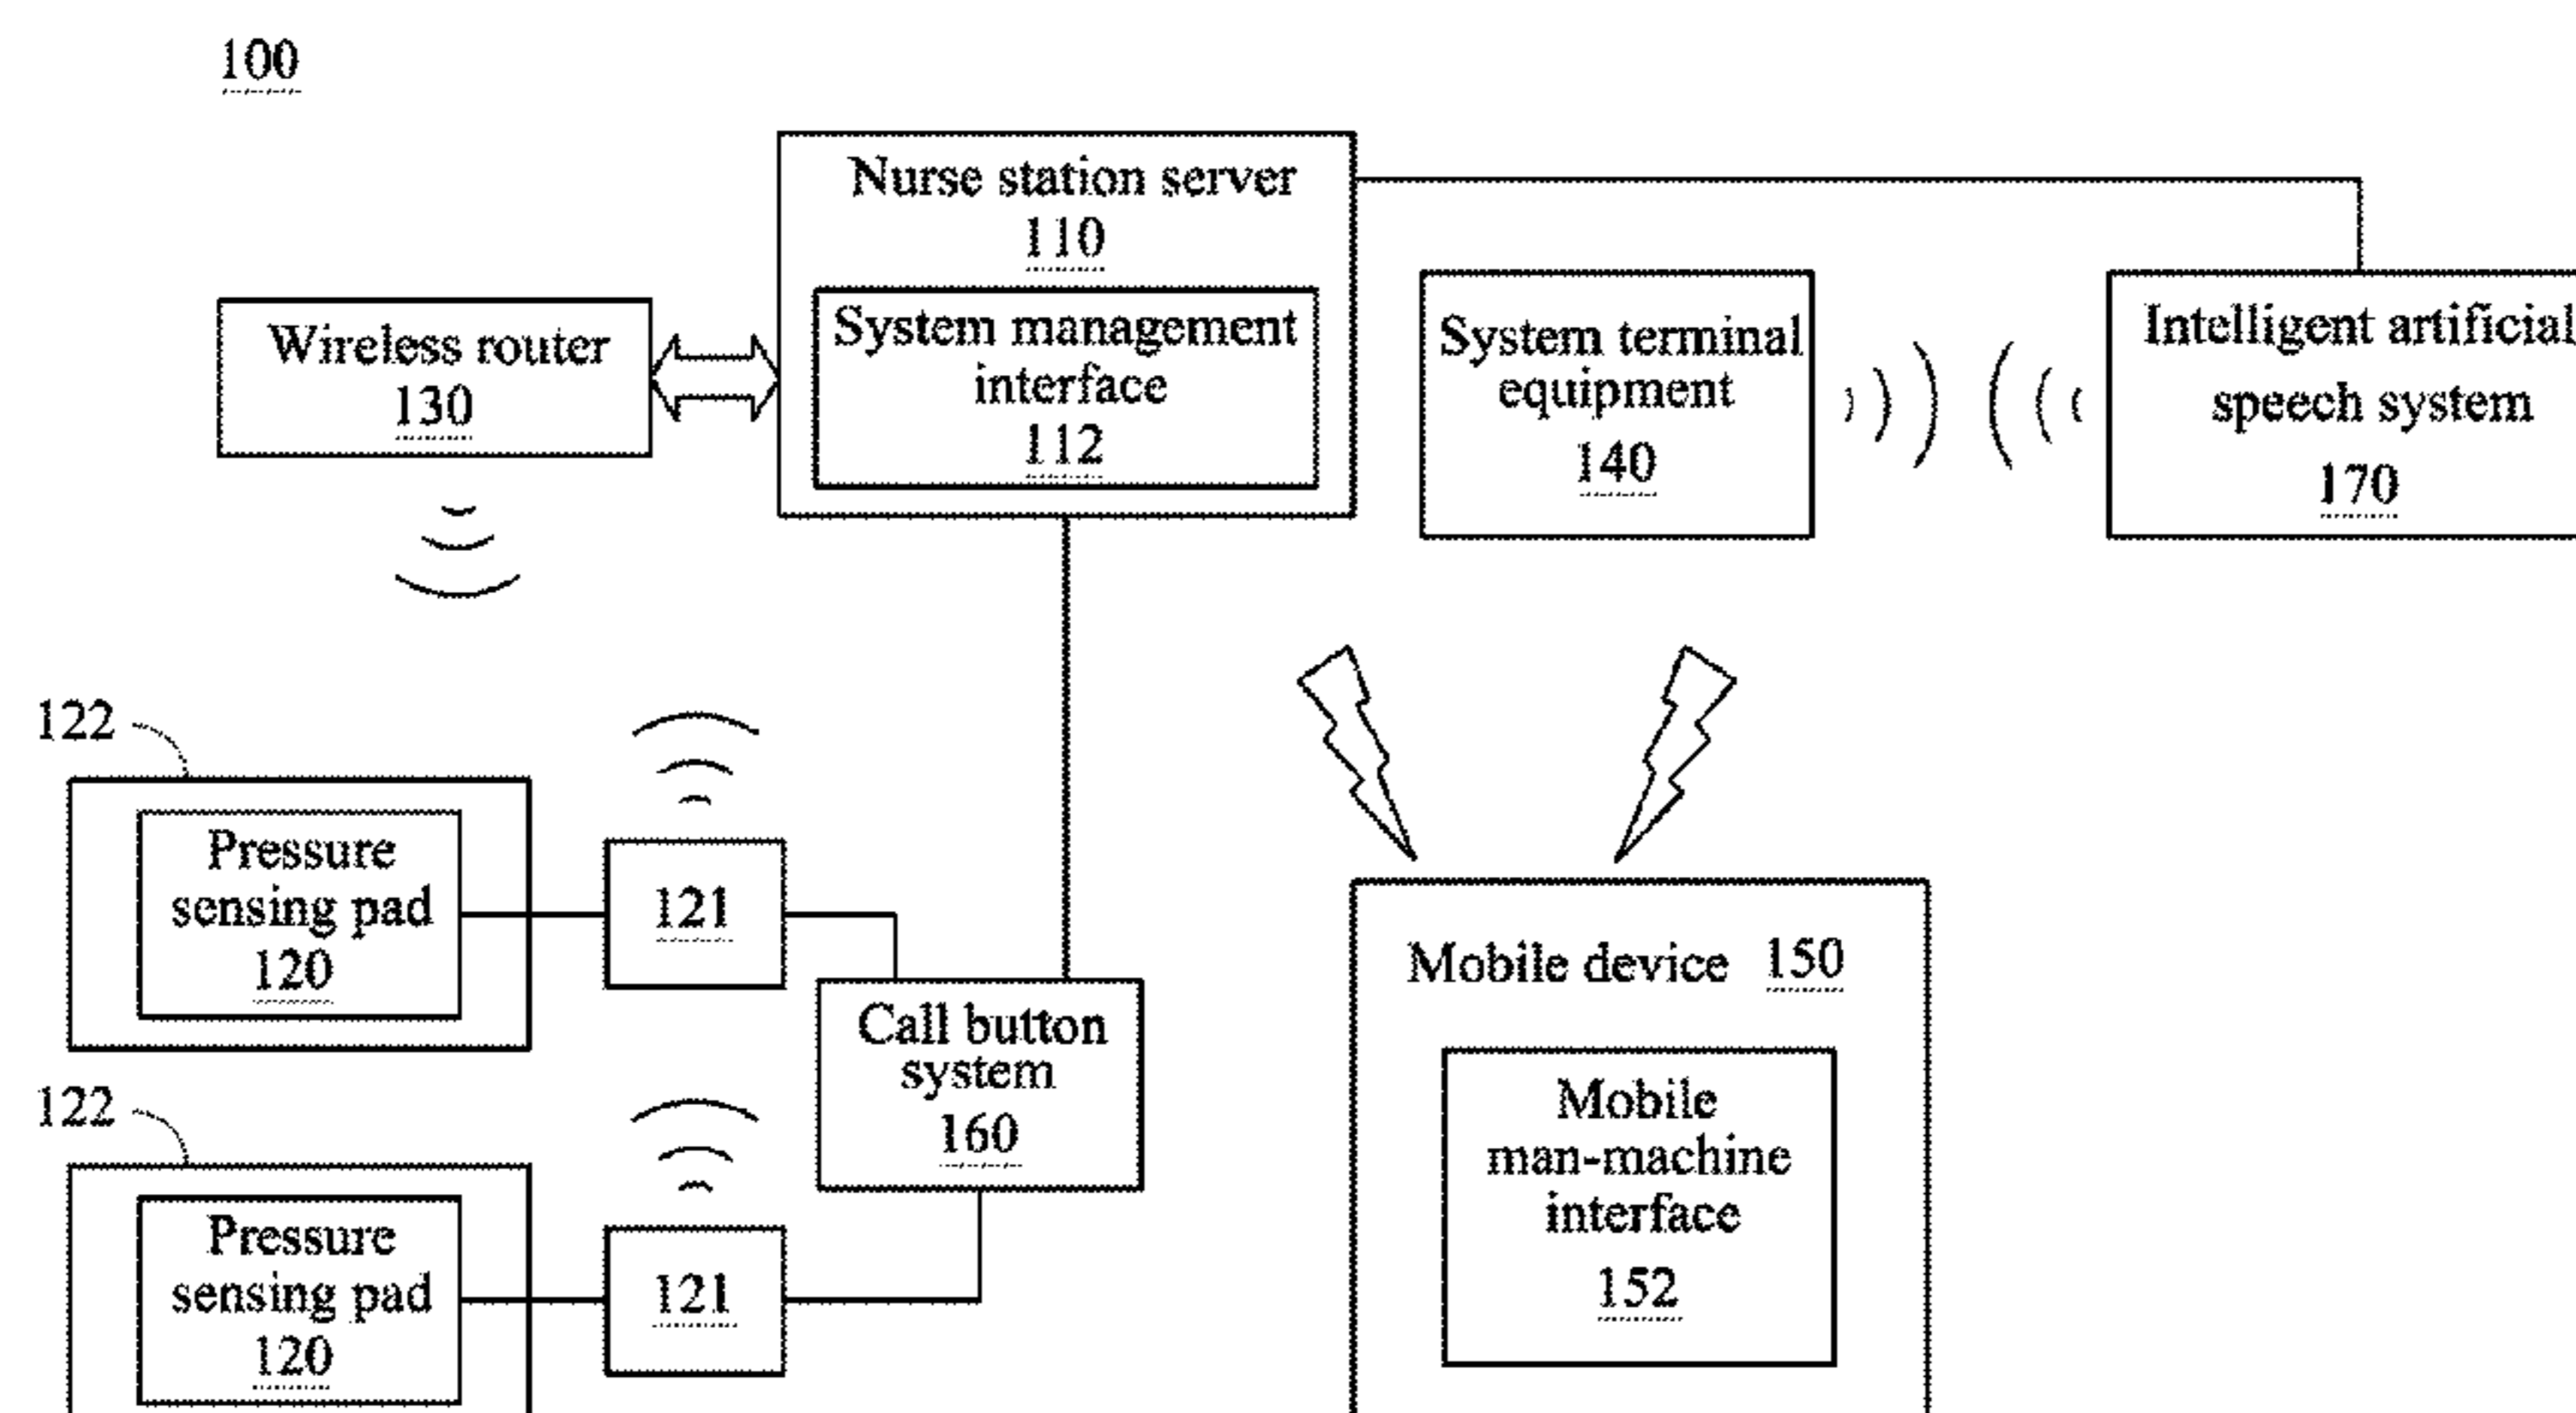 100
Nurse station server
110
System management
interface
112
Wireless router
130
System terminal
equipment
140
Intelligent artificial
speech system
170
122
Pressure
sensing pad
120
121
Call button
system
160
Mobile device 150
Mobile
man-machine
interface
152
122
Pressure
sensing pad
120
121